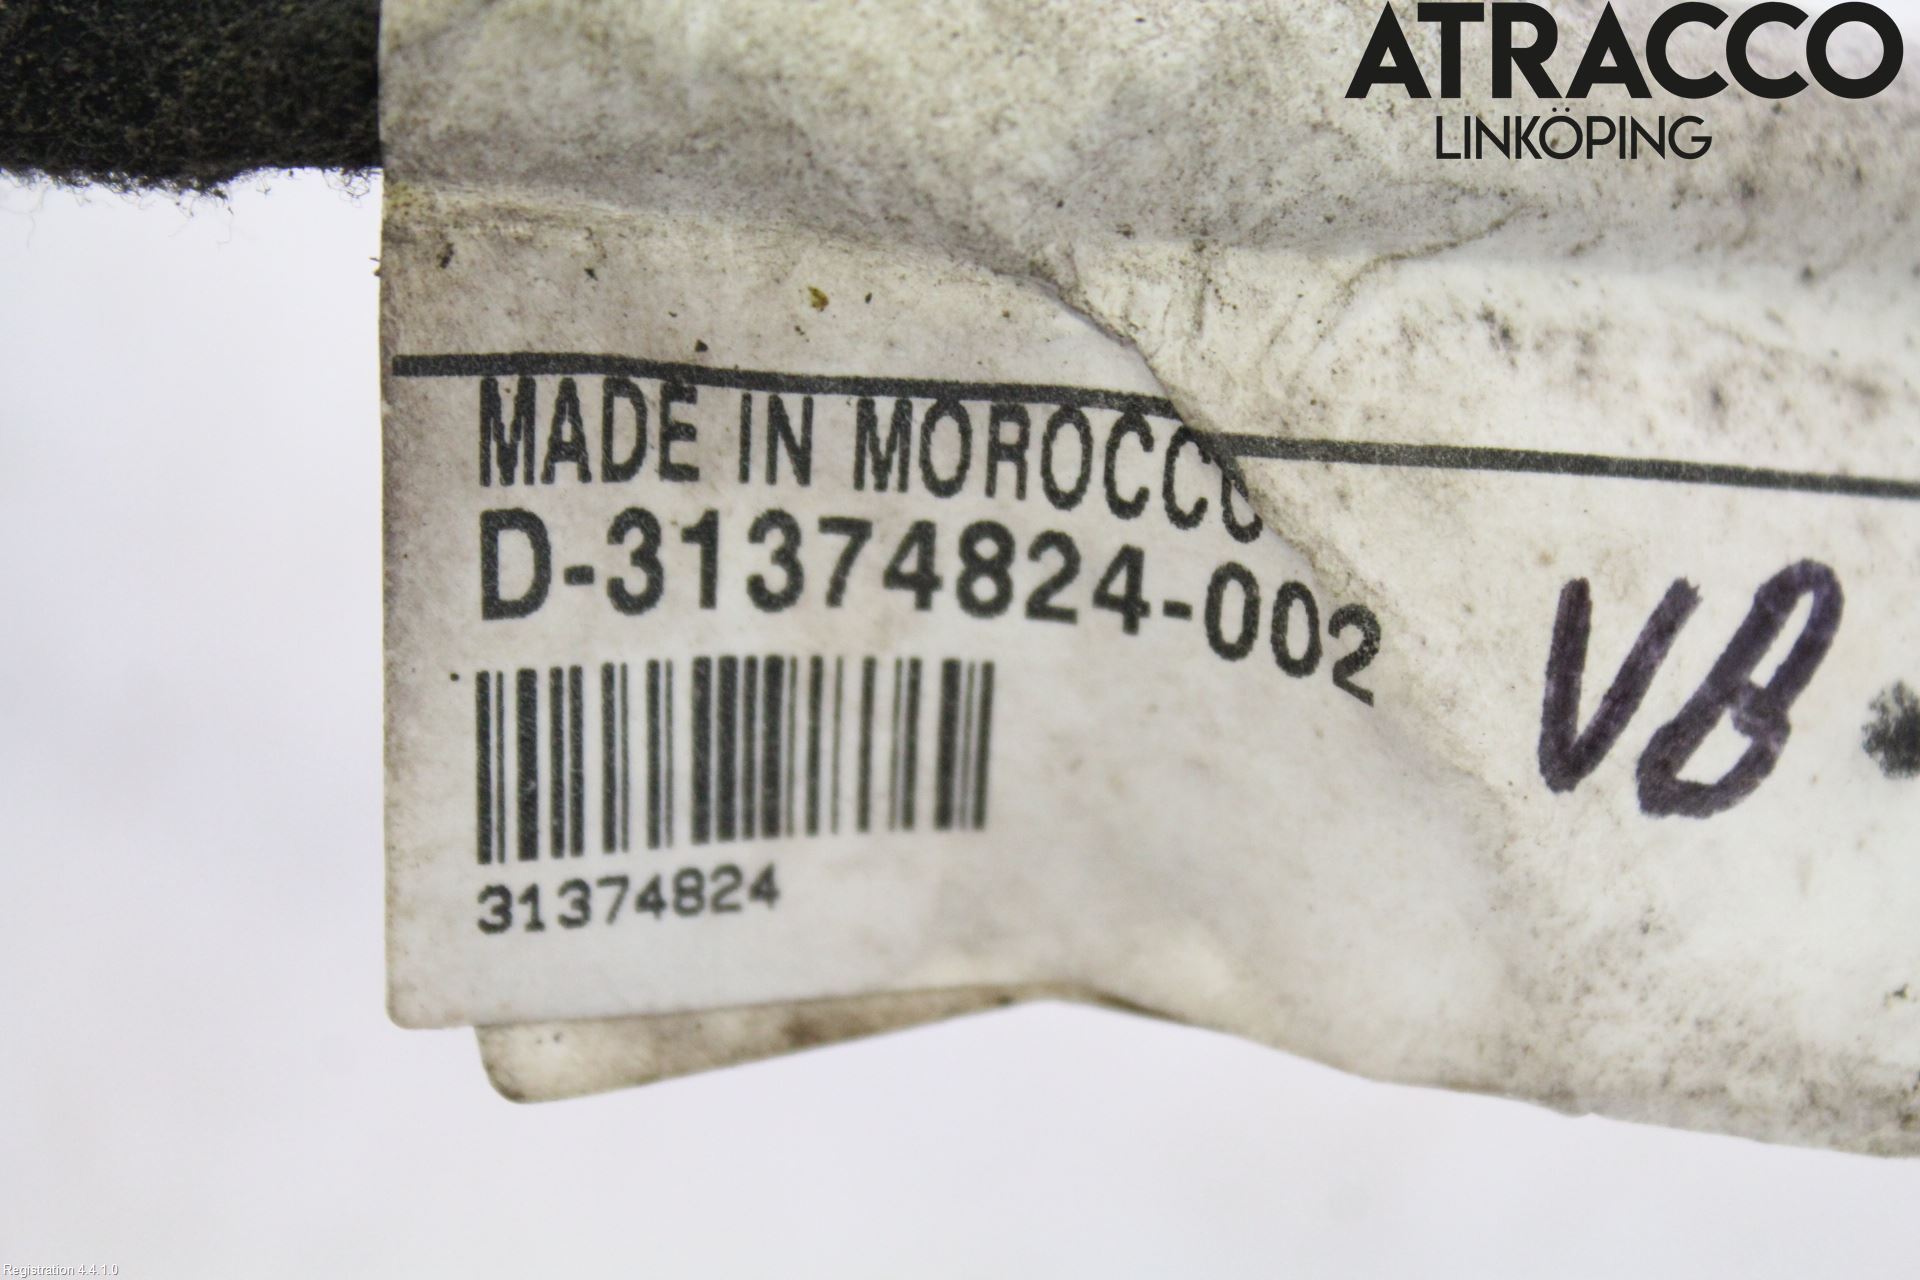 ATRACCO
LINKÖPING
MADE IN MOROCCO
D-31374824-002
VB
31374824
Registration 4.4.1.0